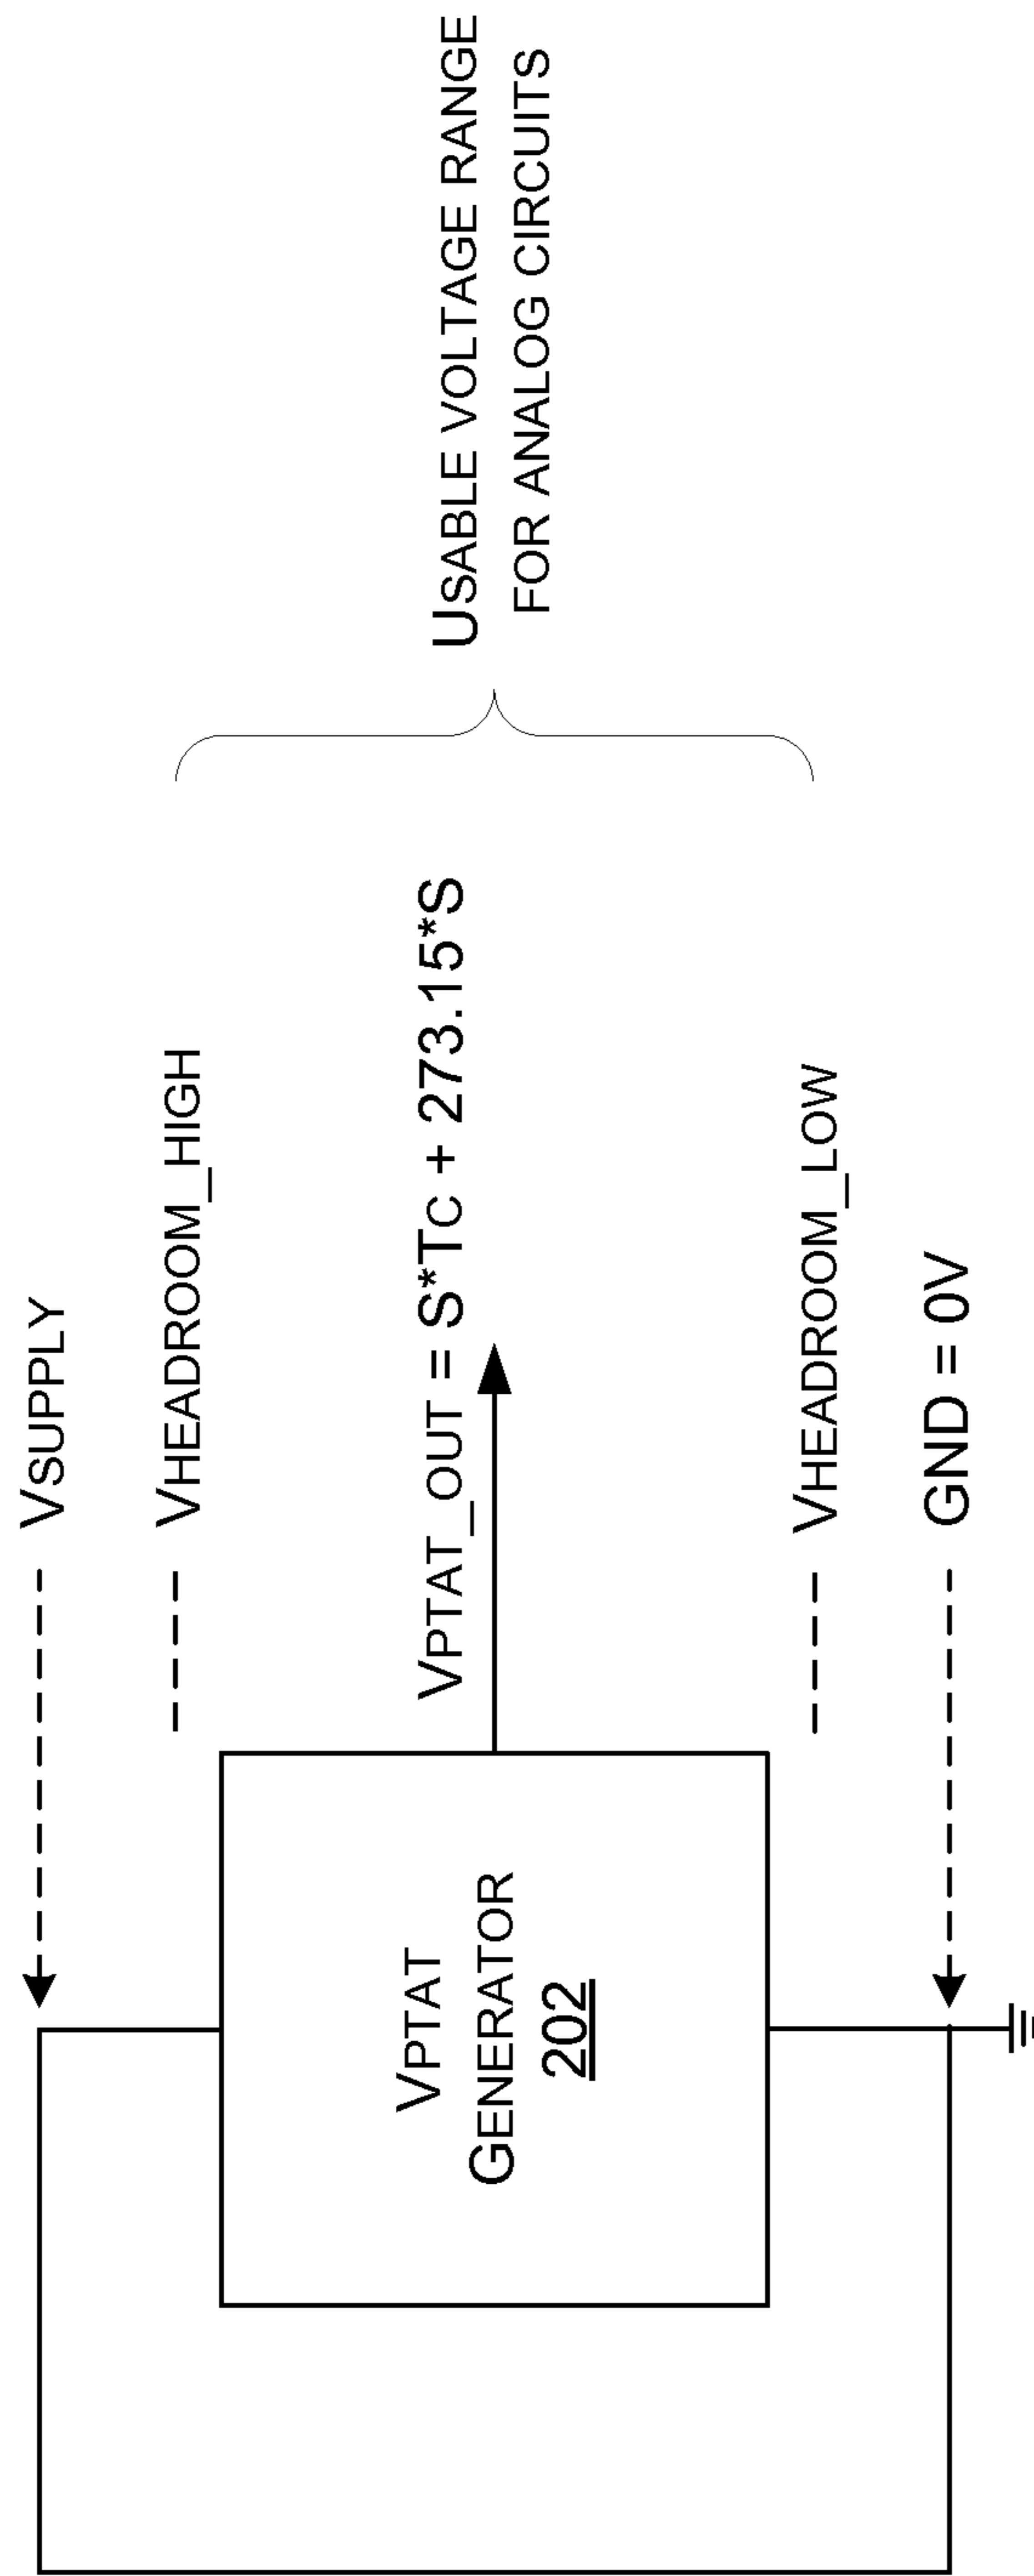 VSUPPLY
VHEADROOM_HIGH
VPTAT_OUT = S*TC + 273.15*S
USABLE VOLTAGE RANGE
FOR ANALOG CIRCUITS
VPTAT
GENERATOR
202
VHEADROOM_LOW
GND = 0V